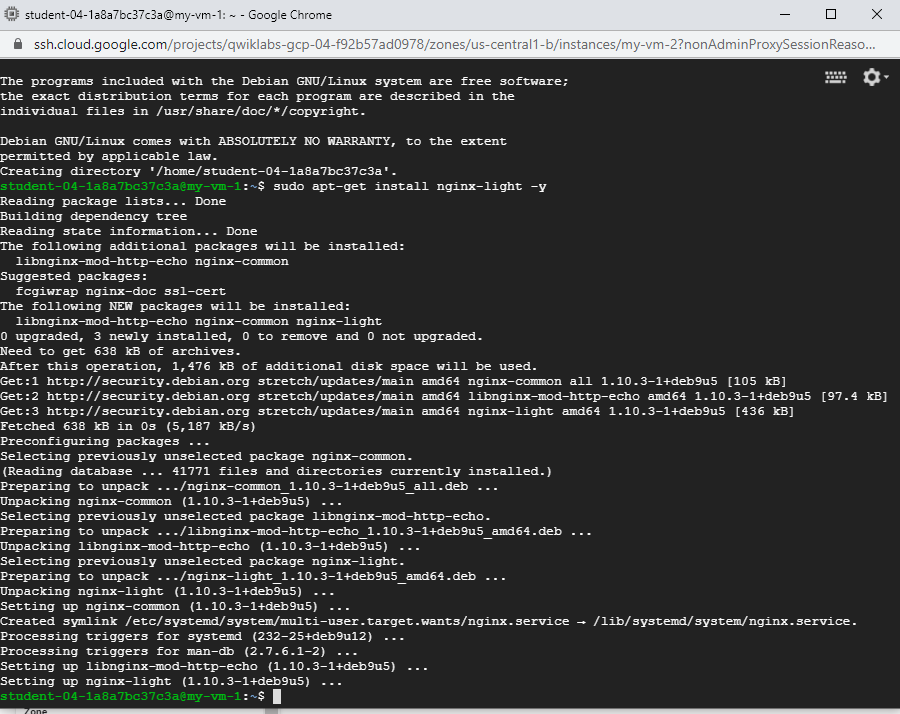 student-04-1a8a7bc37c3a@my-vm-1: ~ - Google Chrome
ssh.cloud.google.com/projects/qwiklabs-gcp-04-f92b57ad0978/zones/us-central1-b/instances/my-vm-2?nonAdminProxySessionReaso...
The programs included with the Debian GNU/Linux system are free software;
the exact distribution terms for each program are described in the
individual files in /usr/share/doc/*/copyright.
Debian GNU/Linux comes with ABSOLUTELY NO WARRANTY, to the extent
permitted by applicable law.
Creating directory '/home/student-04-1a8a7bc37c3a'.
student-04-1a8a7bc37c3a@my-vm-1:~$ sudo apt-get install nginx-light -y
Reading package lists... Done
Building dependency tree
Reading state information... Done
The following additional packages will be installed:
  libnginx-mod-http-echo nginx-common
Suggested packages:
  fcgiwrap nginx-doc ssl-cert
The following NEW packages will be installed:
  libnginx-mod-http-echo nginx-common nginx-light
0 upgraded, 3 newly installed, 0 to remove and 0 not upgraded.
Need to get 638 kB of archives.
After this operation, 1,476 kB of additional disk space will be used.
Get:1 http://security.debian.org stretch/updates/main amd64 nginx-common all 1.10.3-1+deb9u5 [105 kB]
Get:2 http://security.debian.org stretch/updates/main amd64 libnginx-mod-http-echo amd64 1.10.3-1+deb9u5 [97.4 kB]
Get:3 http://security.debian.org stretch/updates/main amd64 nginx-light amd64 1.10.3-1+deb9u5 [436 kB]
Fetched 638 kB in 0s (5,187 kB/s)
Preconfiguring packages ...
Selecting previously unselected package nginx-common.
(Reading database ... 41771 files and directories currently installed.)
Preparing to unpack .../nginx-common_1.10.3-1+deb9u5_all.deb ...
Unpacking nginx-common (1.10.3-1+deb9u5) ...
Selecting previously unselected package libnginx-mod-http-echo.
Preparing to unpack .../libnginx-mod-http-echo_1.10.3-1+deb9u5_amd64.deb ...
Unpacking libnginx-mod-http-echo (1.10.3-1+deb9u5) ...
Selecting previously unselected package nginx-light.
Preparing to unpack .../nginx-light_1.10.3-1+deb9u5_amd64.deb ...
Unpacking nginx-light (1.10.3-1+deb9u5) ...
Setting up nginx-common (1.10.3-1+deb9u5) ...
Created symlink /etc/systemd/system/multi-user.target.wants/nginx.service → /lib/systemd/system/nginx.service.
Processing triggers for systemd (232-25+deb9u12) ...
Processing triggers for man-db (2.7.6.1-2) ...
Setting up libnginx-mod-http-echo (1.10.3-1+deb9u5) ...
Setting up nginx-light (1.10.3-1+deb9u5) ...
student-04-1a8a7bc37c3a@my-vm-1:~$
Zone